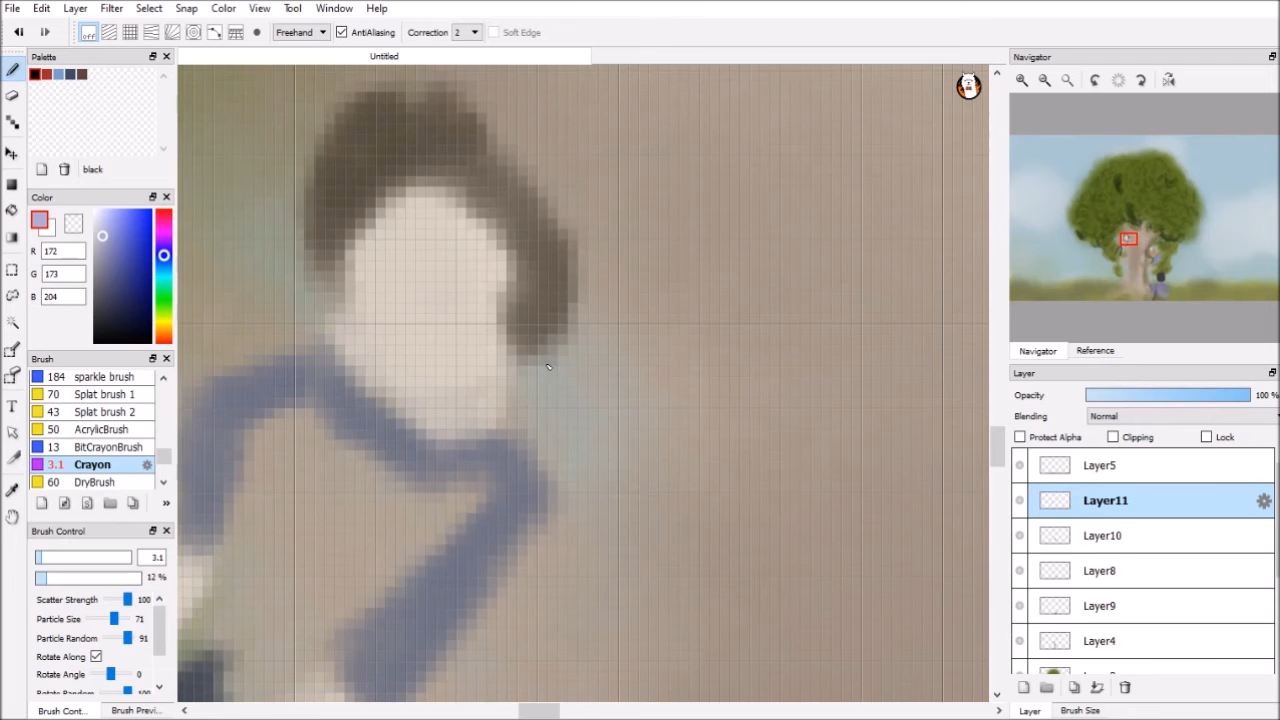 File Edit Layer Filter Select Snap Color View Tool Window Help
off Freehand AntiAliasing Correction 2 Soft Edge
Palette Untitled Navigator
black
Color
R 172
G 173
B 204
Brush
184 sparkle brush
70 Splat brush 1
43 Splat brush 2
50 AcrylicBrush
13 BitCrayonBrush
3.1 Crayon
60 DryBrush
Brush Control
3.1
12 %
Scatter Strength 100
Particle Size 71
Particle Random 91
Rotate Along
Rotate Angle 0
Rotate Random 100
Brush Cont... Brush Previ...
Navigator Reference
Layer
Opacity 100 %
Blending Normal
Protect Alpha Clipping Lock
Layer5
Layer11
Layer10
Layer8
Layer9
Layer4
Layer Brush Size